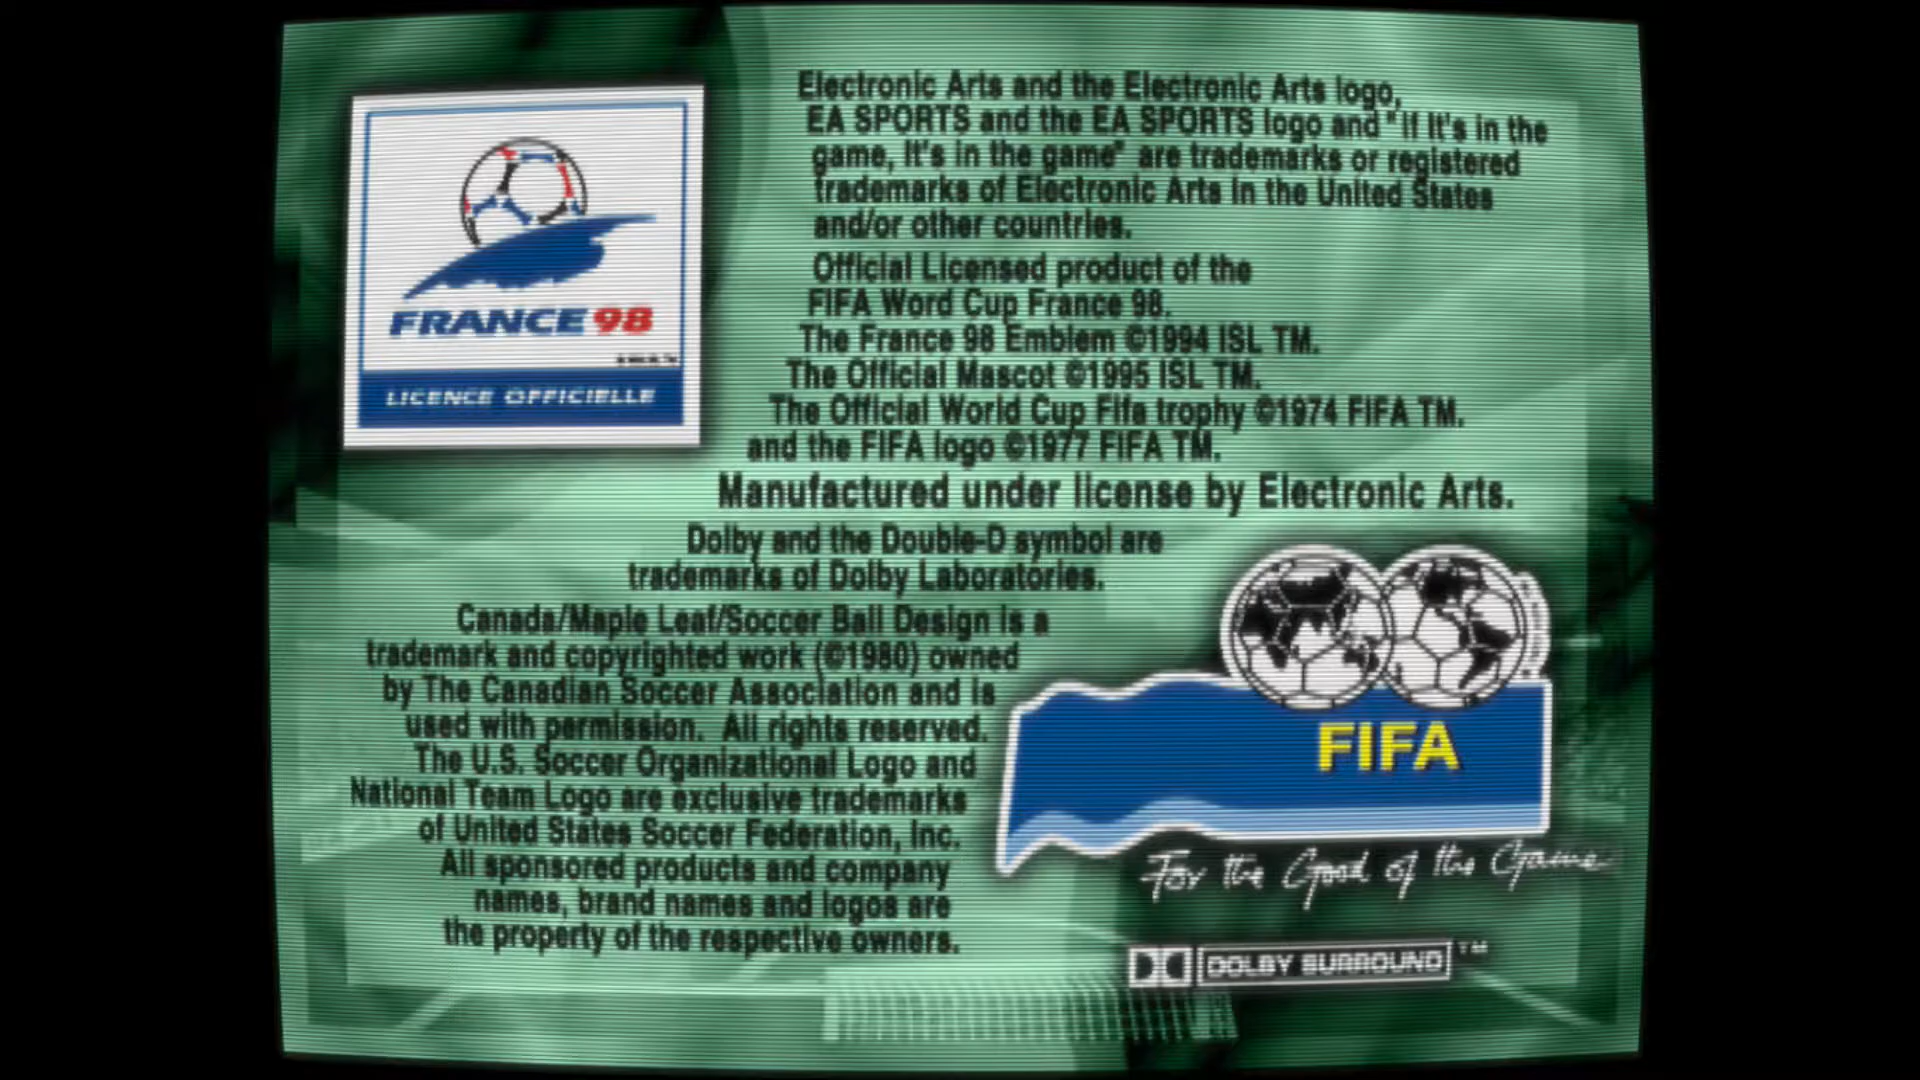 FRANCE 98
LICENCE OFFICIELLE
Electronic Arts and the Electronic Arts logo,
EA SPORTS and the EA SPORTS logo and "If It's in the
game, It's in the game" are trademarks or registered
trademarks of Electronic Arts in the United States
and/or other countries.
Official Licensed product of the
FIFA Word Cup France 98.
The France 98 Emblem ©1994 ISL TM.
The Official Mascot ©1995 ISL TM.
The Official World Cup Fifa trophy ©1974 FIFA TM.
and the FIFA logo ©1977 FIFA TM.
Manufactured under license by Electronic Arts.
Dolby and the Double-D symbol are
trademarks of Dolby Laboratories.
Canada/Maple Leaf/Soccer Ball Design is a
trademark and copyrighted work (©1980) owned
by The Canadian Soccer Association and is
used with permission. All rights reserved.
The U.S. Soccer Organizational Logo and
National Team Logo are exclusive trademarks
of United States Soccer Federation, Inc.
All sponsored products and company
names, brand names and logos are
the property of the respective owners.
FIFA
For the Good of the Game
DOLBY SURROUND TM